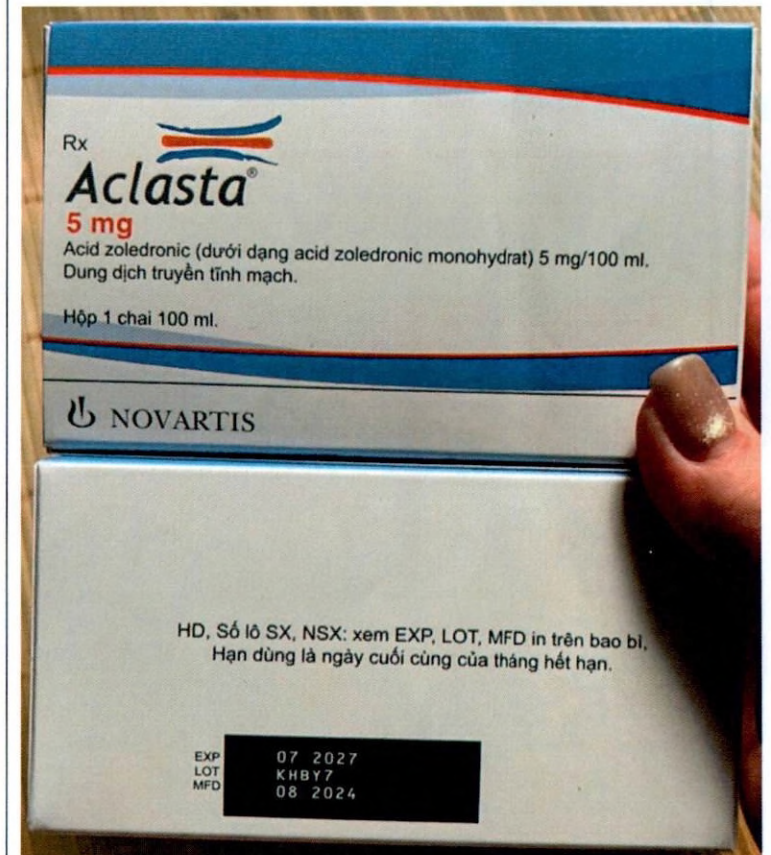 Rx
Aclasta®
5 mg
Acid zoledronic (dưới dạng acid zoledronic monohydrat) 5 mg/100 ml.
Dung dịch truyền tĩnh mạch.
Hộp 1 chai 100 ml.
NOVARTIS
HD, Số lô SX, NSX: xem EXP, LOT, MFD in trên bao bì,
Hạn dùng là ngày cuối cùng của tháng hết hạn.
EXP 07 2027
LOT KHBY7
MFD 08 2024